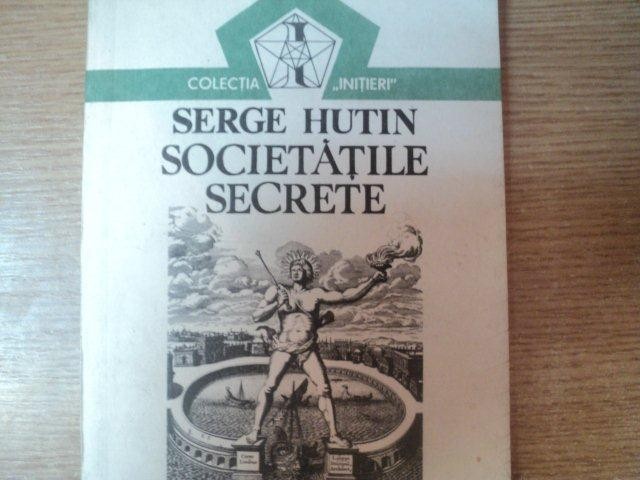 COLECȚIA „INIȚIERI"
SERGE HUTIN
SOCIETĂȚILE
SECRETE